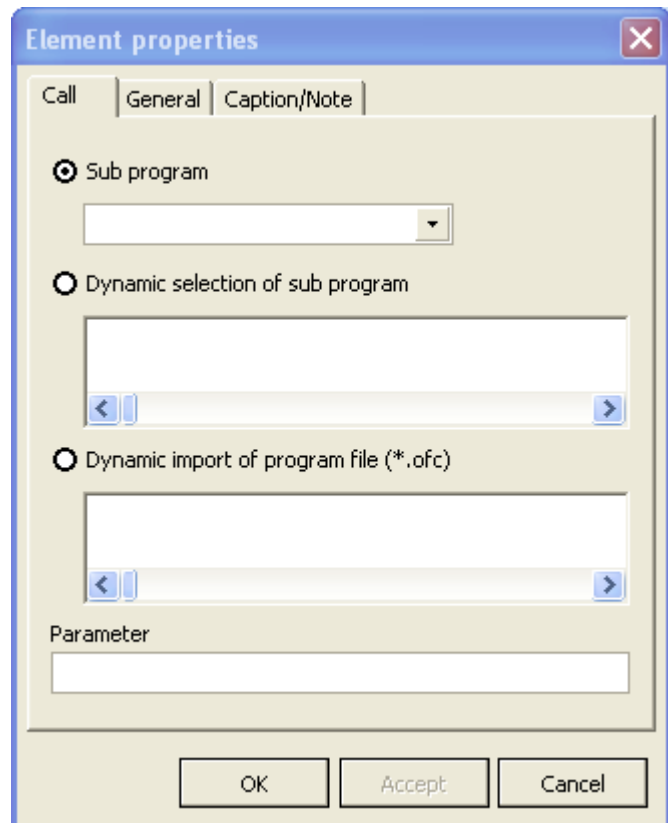 Element properties
Call General Caption/Note
Sub program
Dynamic selection of sub program
Dynamic import of program file (*.ofc)
Parameter
OK Accept Cancel